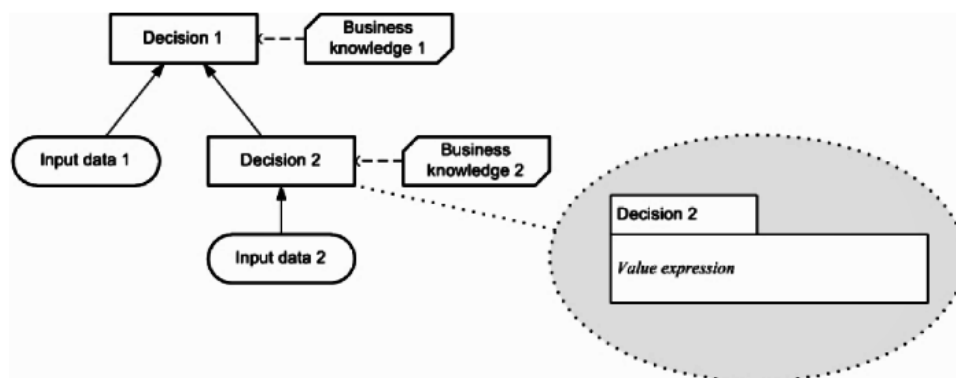 Decision 1
Business
knowledge 1
Input data 1
Decision 2
Business
knowledge 2
Input data 2
Decision 2
Value expression